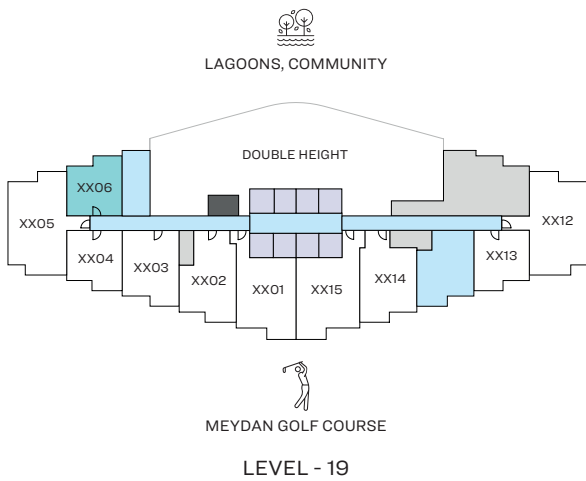 LAGOONS, COMMUNITY
DOUBLE HEIGHT
XX06
XX05
XX12
XX04
XX03
XX02
XX01
XX15
XX14
XX13
MEYDAN GOLF COURSE
LEVEL - 19